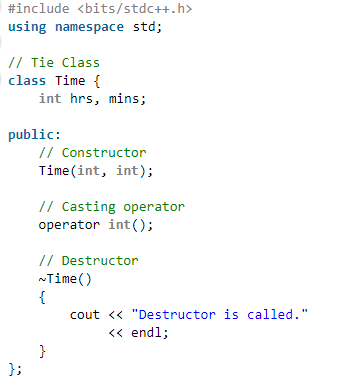 #include <bits/stdc++.h>
using namespace std;

// Tie Class
class Time {
    int hrs, mins;

public:
    // Constructor
    Time(int, int);

    // Casting operator
    operator int();

    // Destructor
    ~Time()
    {
        cout << "Destructor is called."
             << endl;
    }
};